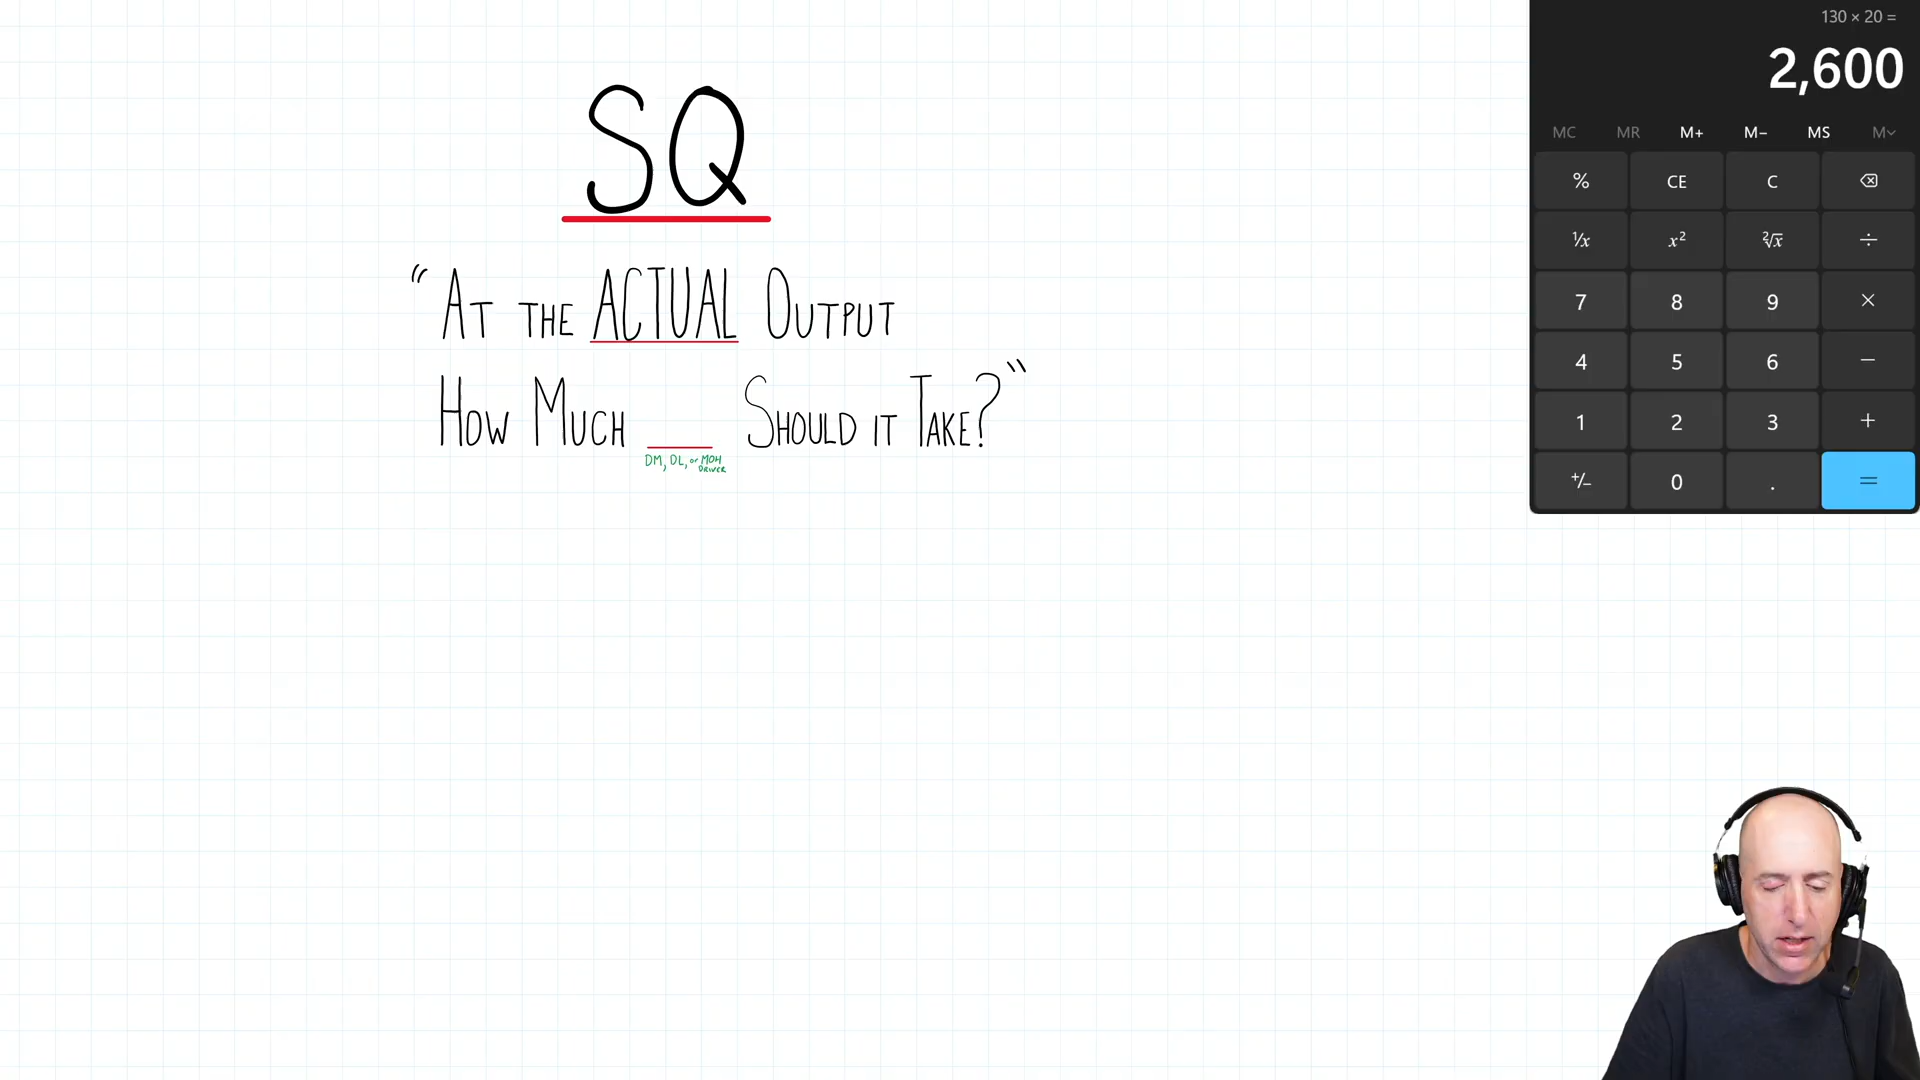 SQ
"AT THE ACTUAL OUTPUT
HOW MUCH ___ SHOULD IT TAKE?"
DM, DL, or MOH
DRIVER
130 × 20 =
2,600
MC MR M+ M− MS M˅
% CE C ⌫
¹/x x² ²√x ÷
7 8 9 ×
4 5 6 −
1 2 3 +
+/− 0 . =